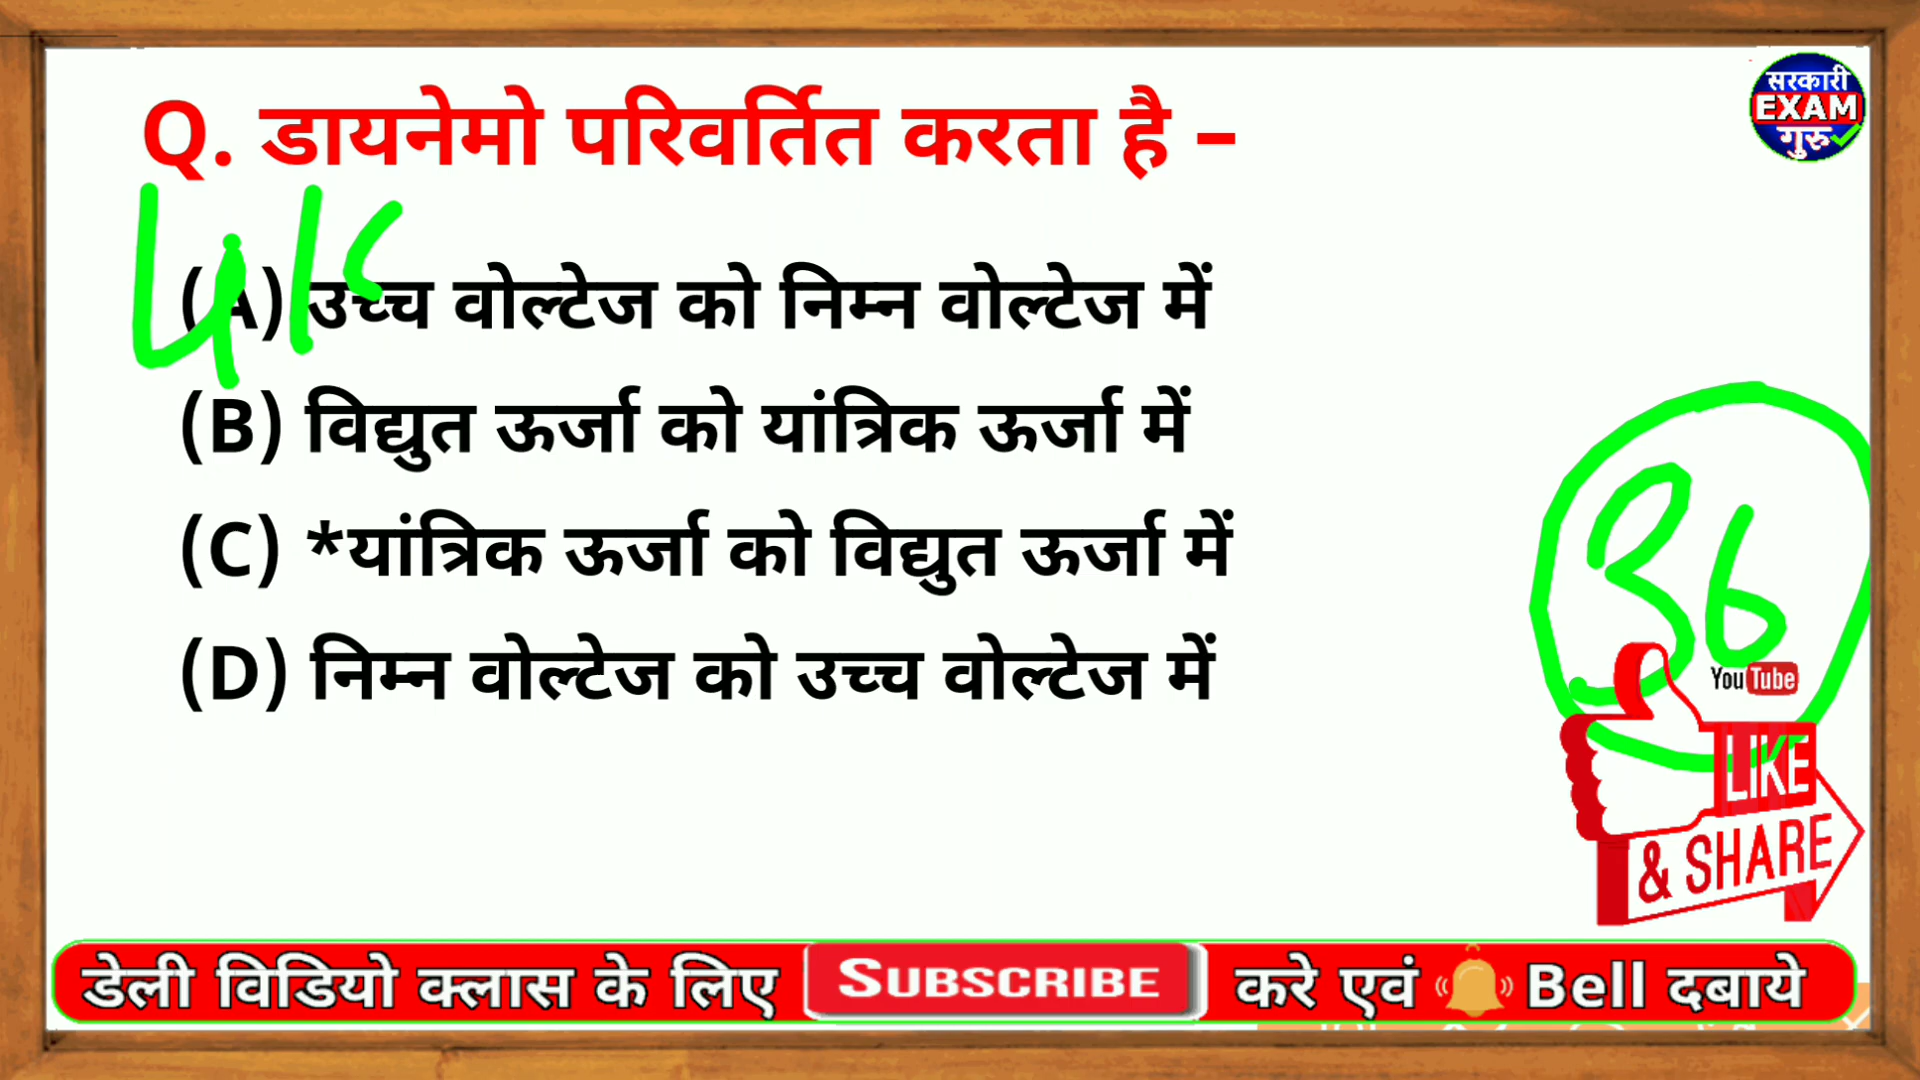 सरकारी
EXAM
गुरु
Q. डायनेमो परिवर्तित करता है –
(A) उच्च वोल्टेज को निम्न वोल्टेज में
(B) विद्युत ऊर्जा को यांत्रिक ऊर्जा में
(C) *यांत्रिक ऊर्जा को विद्युत ऊर्जा में
(D) निम्न वोल्टेज को उच्च वोल्टेज में
36
YouTube
LIKE
& SHARE
डेली विडियो क्लास के लिए SUBSCRIBE करे एवं Bell दबाये